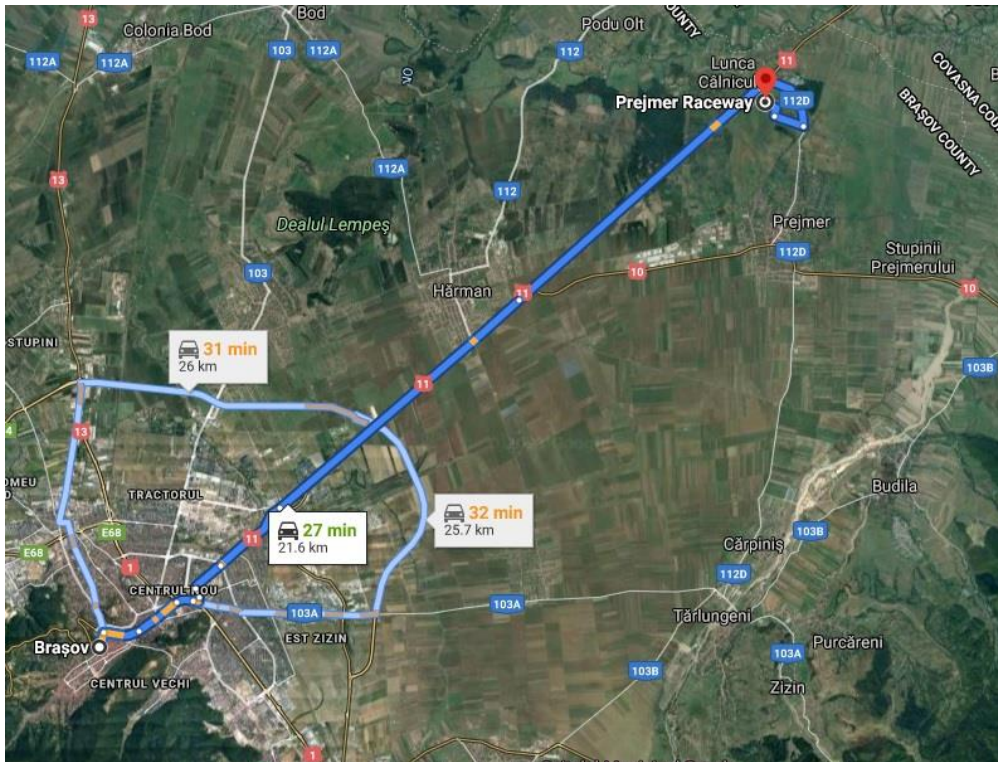 Bod
Podu Olt
COUNTY
13
Colonia Bod
103
112A
112
112A
112A
Lunca
Câlnicul
11
VO
COVASNA COU
BRAȘOV COUNTY
Prejmer Raceway
112D
13
112A
112
Dealul Lempeș
Prejmer
112D
Stupinii
Prejmerului
103
10
10
Hărman
11
STUPINI
31 min
26 km
103B
11
13
OMEU
TRACTORUL
Budila
32 min
25.7 km
27 min
21.6 km
E68
E68
11
103B
Cărpiniș
1
CENTRUL NOU
112D
103A
103A
Tărlungeni
Brașov
EST ZIZIN
Purcăreni
103A
103B
CENTRUL VECHI
Zizin
1